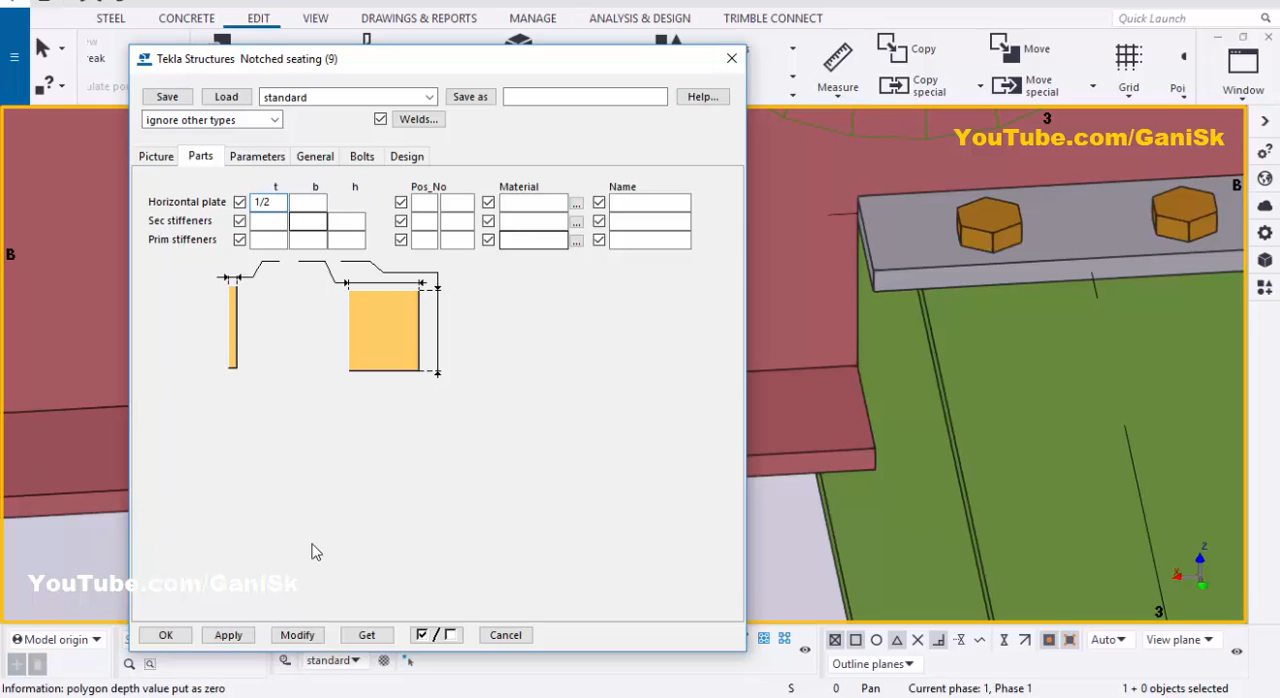 STEEL CONCRETE EDIT VIEW DRAWINGS & REPORTS MANAGE ANALYSIS & DESIGN TRIMBLE CONNECT Quick Launch
Tekla Structures Notched seating (9)
Copy Move
eak
Measure Copy special Move special Grid Poi Window
Save Load standard Save as Help...
ignore other types Welds...
3
YouTube.com/GaniSk
Picture Parts Parameters General Bolts Design
t b h Pos_No Material Name
B
Horizontal plate 1/2 ...
Sec stiffeners ...
Prim stiffeners ...
B
YouTube.com/GaniSk
z
x
3
OK Apply Modify Get / Cancel
Model origin Auto View plane
standard Outline planes
Information: polygon depth value put as zero S 0 Pan Current phase: 1, Phase 1 1 + 0 objects selected